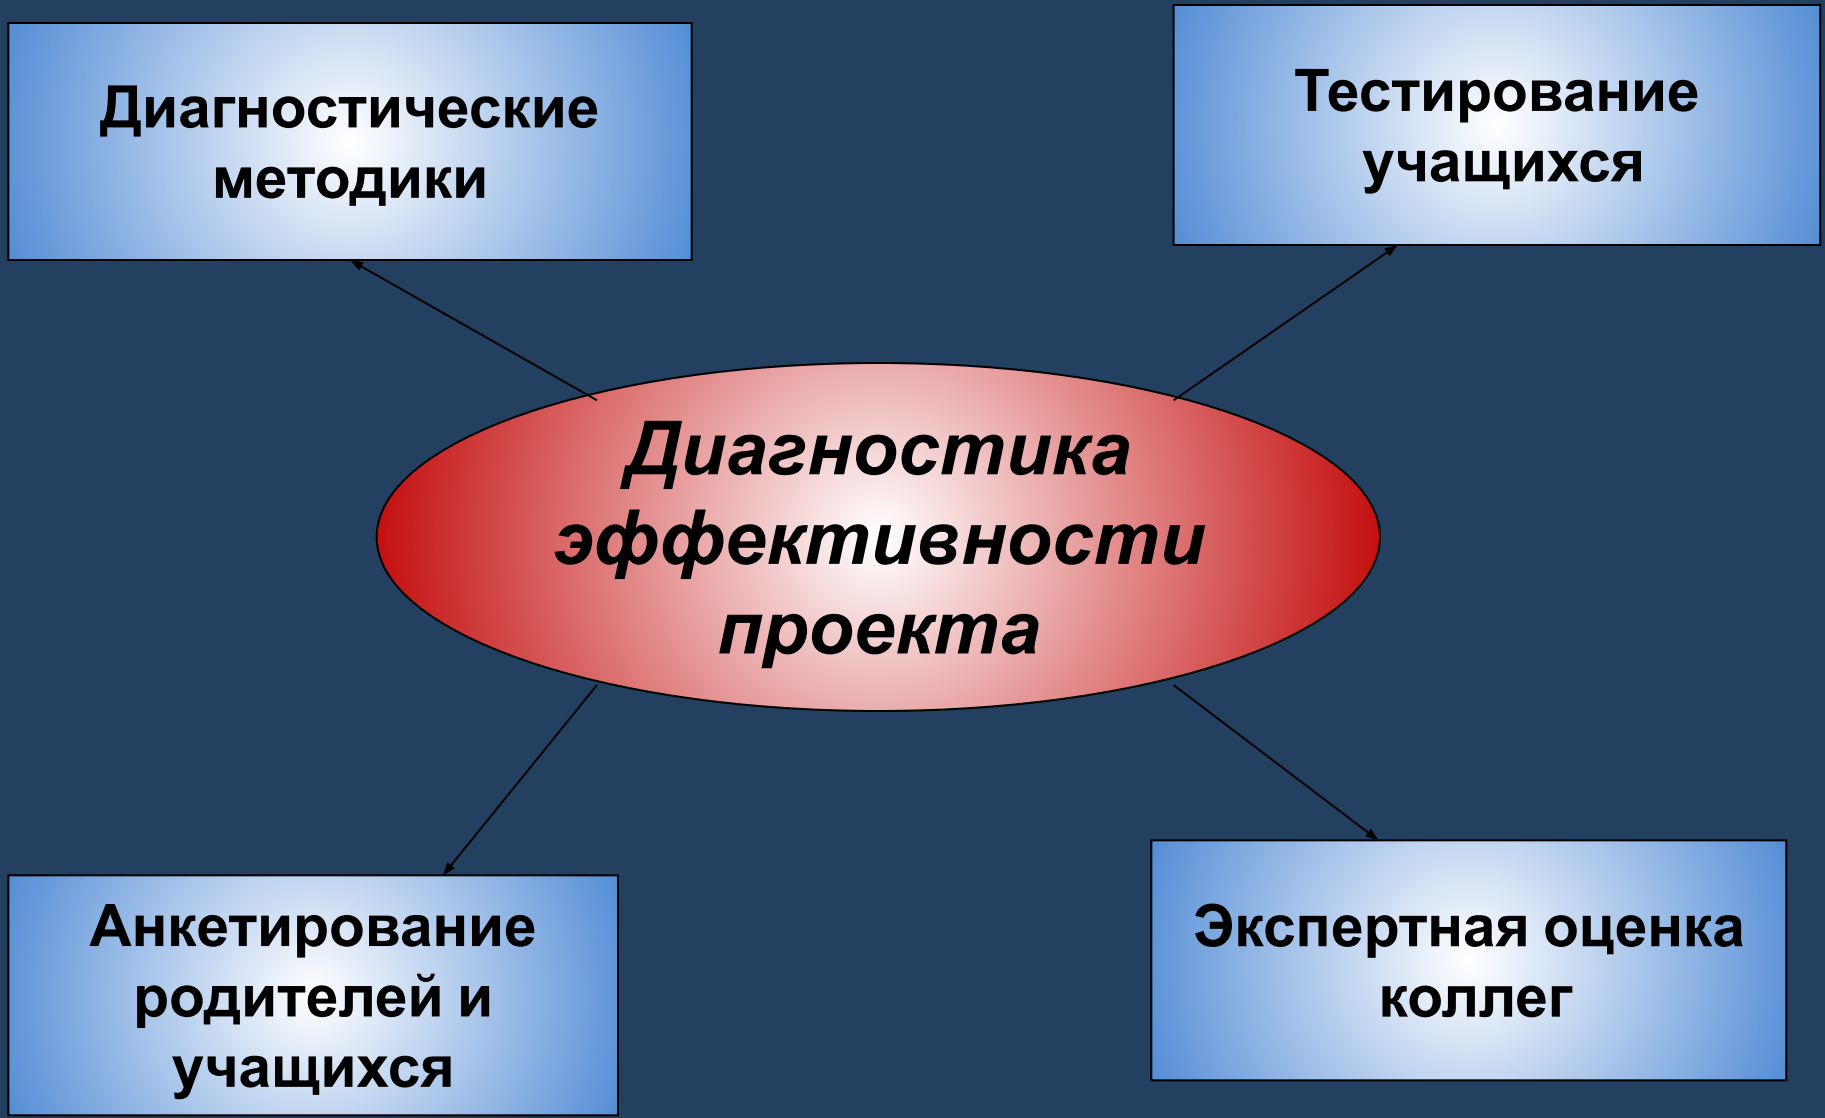 Диагностические
методики
Тестирование
учащихся
Диагностика
эффективности
проекта
Анкетирование
родителей и
учащихся
Экспертная оценка
коллег